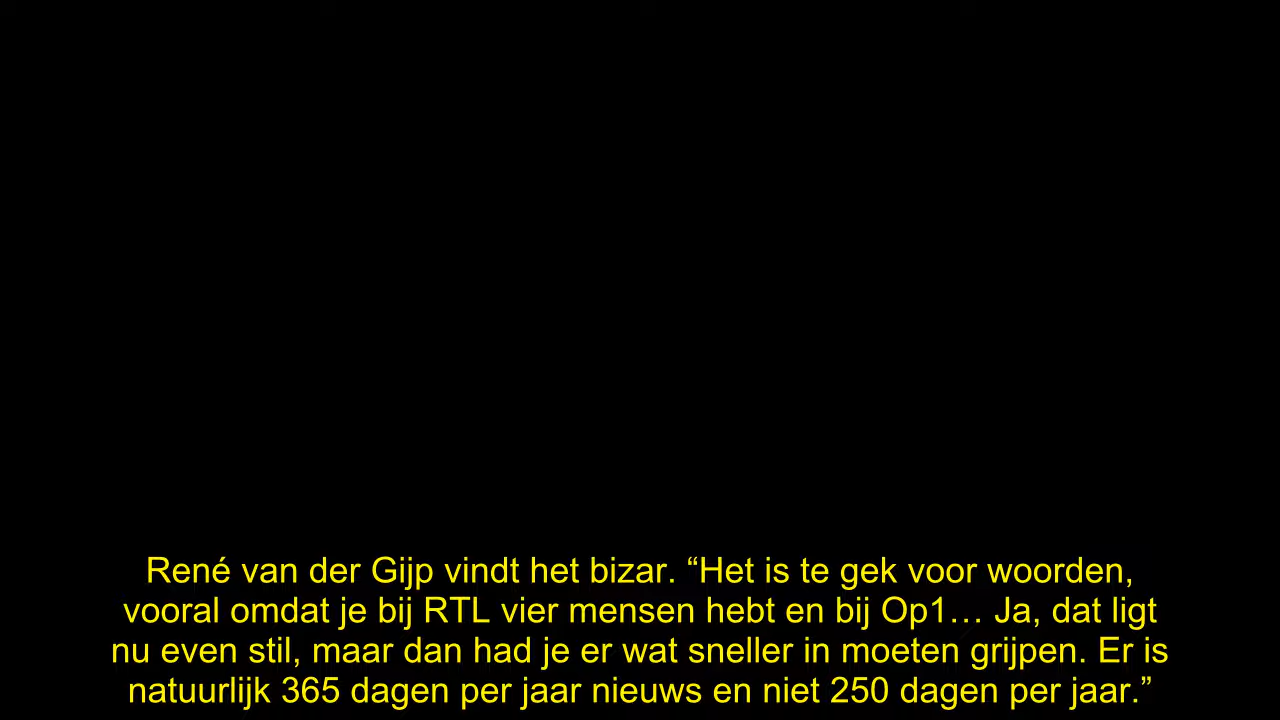 René van der Gijp vindt het bizar. “Het is te gek voor woorden,
vooral omdat je bij RTL vier mensen hebt en bij Op1… Ja, dat ligt
nu even stil, maar dan had je er wat sneller in moeten grijpen. Er is
natuurlijk 365 dagen per jaar nieuws en niet 250 dagen per jaar.”